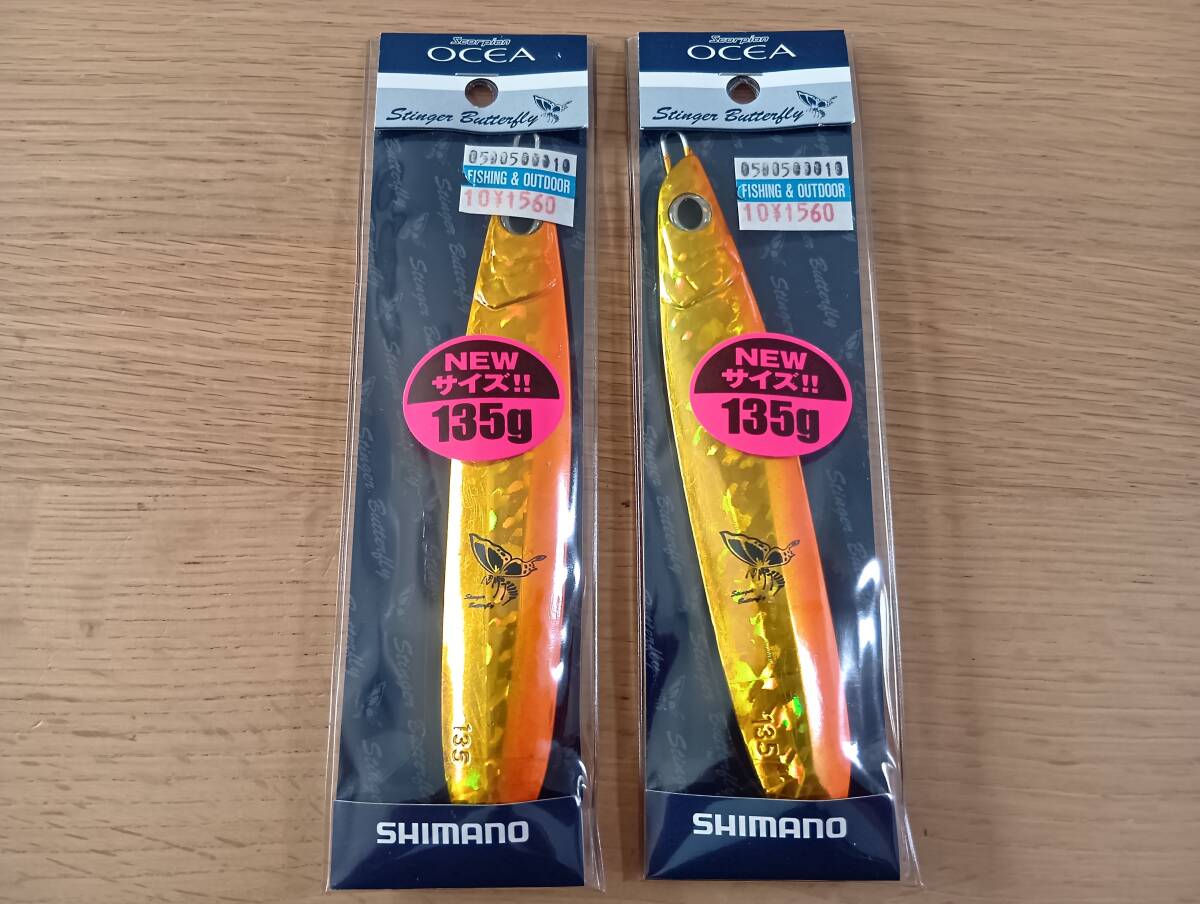 Scorpion
OCEA
Stinger Butterfly
0500500010
FISHING & OUTDOOR
10¥1560
NEW
サイズ!!
135g
Stinger
Butterfly
135
SHIMANO
Scorpion
OCEA
Stinger Butterfly
0500500010
FISHING & OUTDOOR
10¥1560
NEW
サイズ!!
135g
Stinger
Butterfly
135
SHIMANO